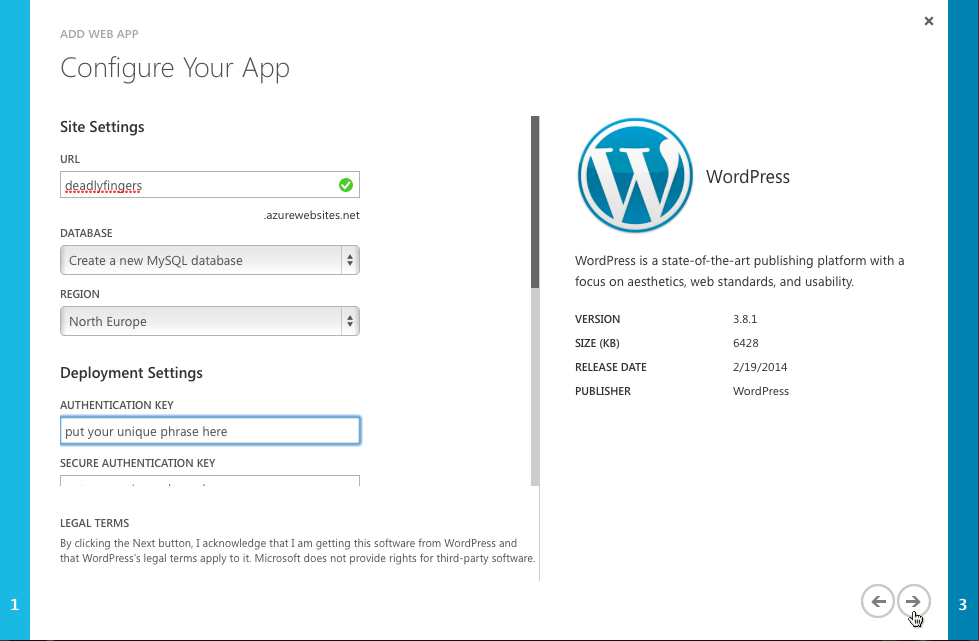 ADD WEB APP
Configure Your App
Site Settings
URL
deadlyfingers
.azurewebsites.net
DATABASE
Create a new MySQL database
REGION
North Europe
Deployment Settings
AUTHENTICATION KEY
put your unique phrase here
SECURE AUTHENTICATION KEY
LEGAL TERMS
By clicking the Next button, I acknowledge that I am getting this software from WordPress and
that WordPress's legal terms apply to it. Microsoft does not provide rights for third-party software.
W
WordPress
WordPress is a state-of-the-art publishing platform with a
focus on aesthetics, web standards, and usability.
VERSION 3.8.1
SIZE (KB) 6428
RELEASE DATE 2/19/2014
PUBLISHER WordPress
1
3